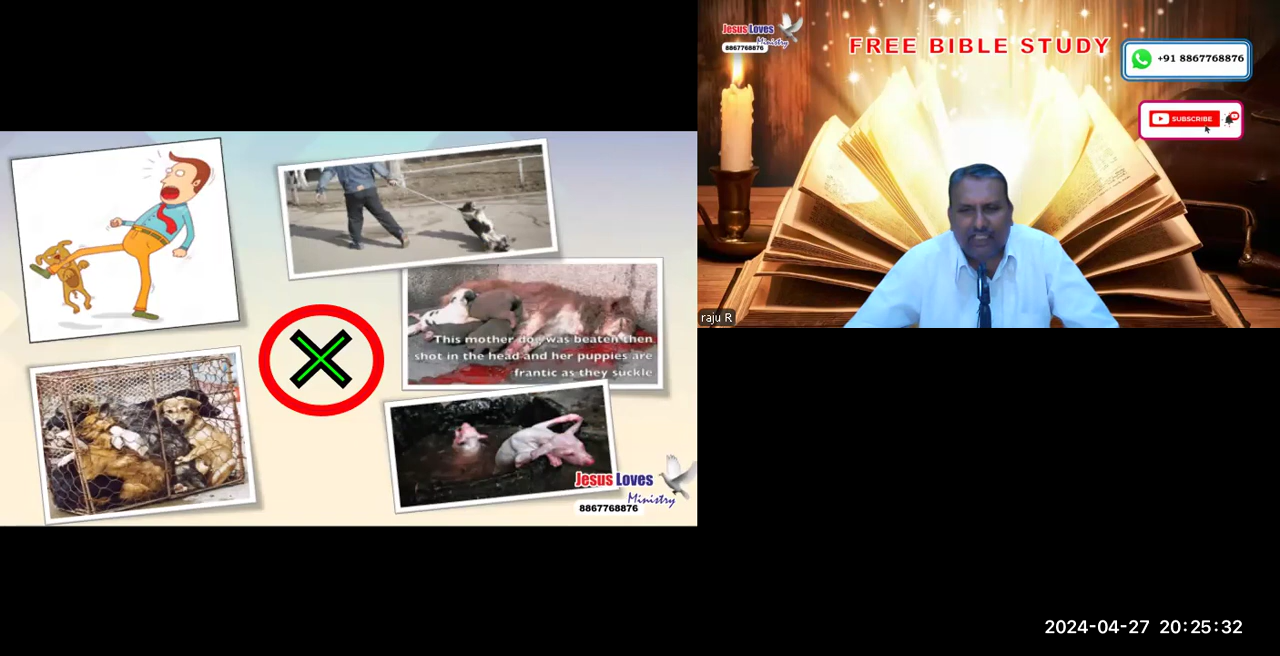 This mother dog was beaten then
shot in the head and her puppies are
frantic as they suckle
Jesus Loves
Ministry
8867768876
Jesus Loves
Ministry
8867768876
FREE BIBLE STUDY
+91 8867768876
SUBSCRIBE
raju R
2024-04-27 20:25:32